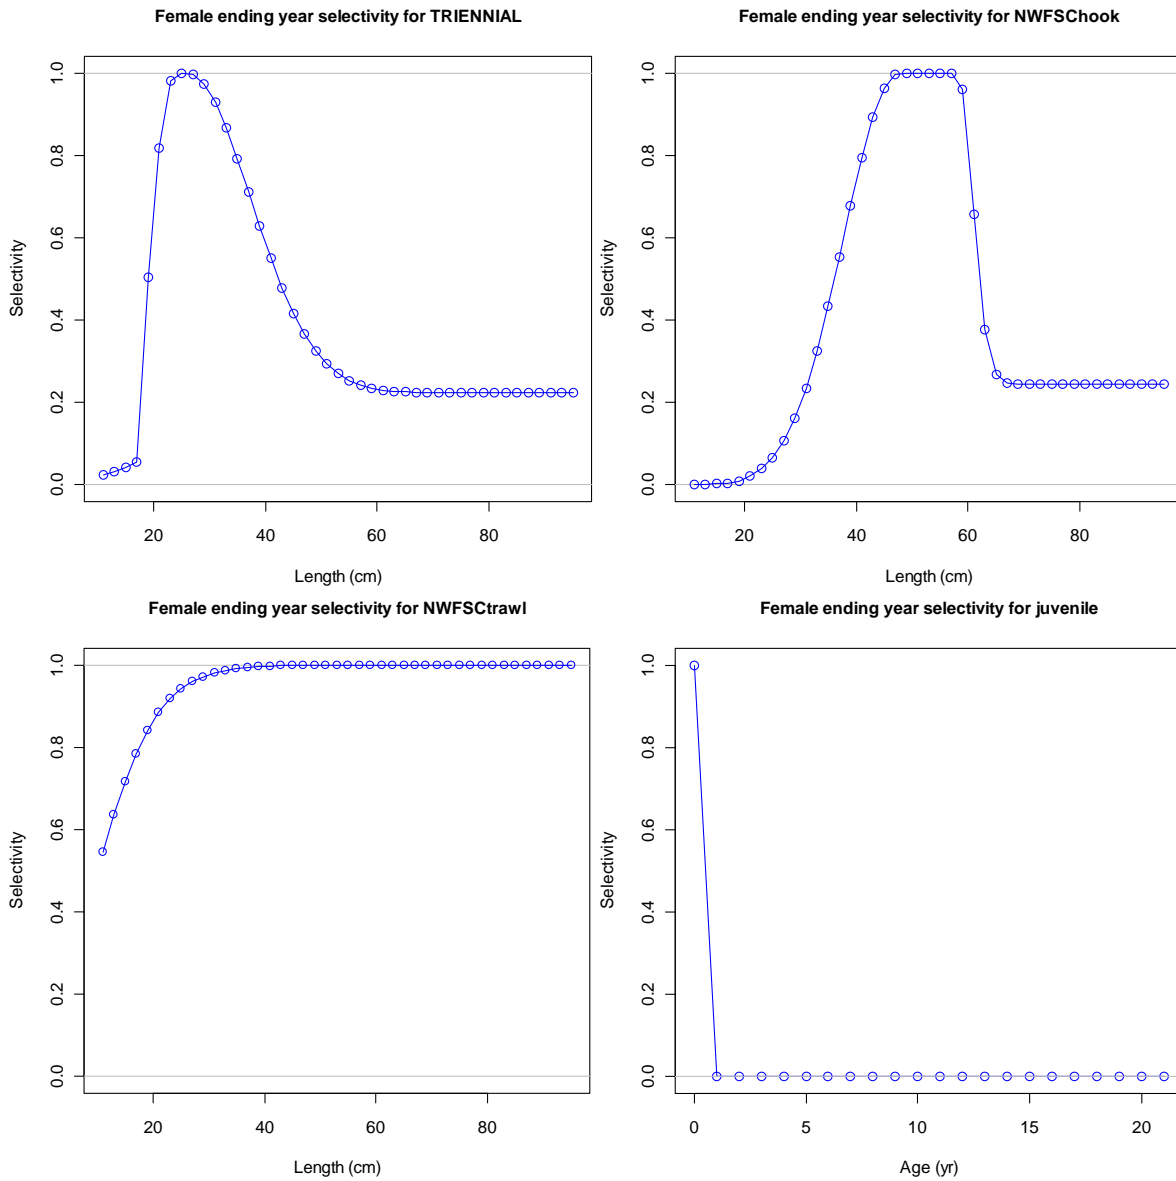 Female ending year selectivity for TRIENNIAL
Selectivity
0.0 0.2 0.4 0.6 0.8 1.0
20 40 60 80
Length (cm)
Female ending year selectivity for NWFSChook
Selectivity
0.0 0.2 0.4 0.6 0.8 1.0
20 40 60 80
Length (cm)
Female ending year selectivity for NWFSCtrawl
Selectivity
0.0 0.2 0.4 0.6 0.8 1.0
20 40 60 80
Length (cm)
Female ending year selectivity for juvenile
Selectivity
0.0 0.2 0.4 0.6 0.8 1.0
0 5 10 15 20
Age (yr)